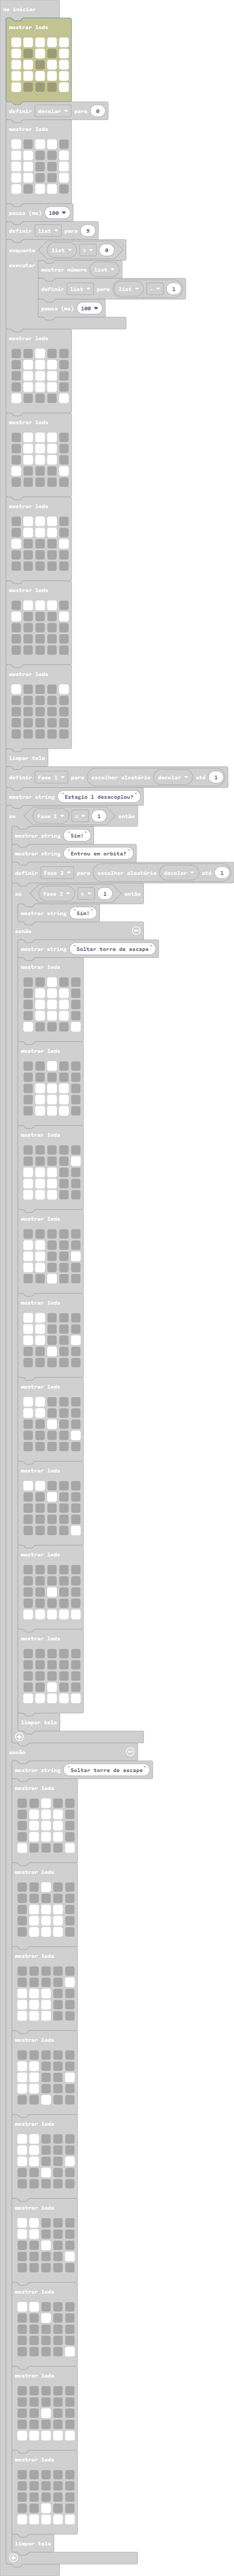 no iniciar
mostrar leds
definir decolar para 0
mostrar leds
pausa (ms) 100
definir list para 9
enquanto list > 0
executar mostrar número list
definir list para list - 1
pausa (ms) 100
mostrar leds
mostrar leds
mostrar leds
mostrar leds
mostrar leds
limpar tela
definir Fase 1 para escolher aleatório decolar até 1
mostrar string "Estagio 1 desacoplou?"
se Fase 1 = 1 então
mostrar string "Sim!"
mostrar string "Entrou em orbita?"
definir Fase 2 para escolher aleatório decolar até 1
se Fase 2 = 1 então
mostrar string "Sim!"
senão
mostrar string "Soltar torre de escape"
mostrar leds
mostrar leds
mostrar leds
mostrar leds
mostrar leds
mostrar leds
mostrar leds
mostrar leds
mostrar leds
limpar tela
senão
mostrar string "Soltar torre de escape"
mostrar leds
mostrar leds
mostrar leds
mostrar leds
mostrar leds
mostrar leds
mostrar leds
mostrar leds
mostrar leds
limpar tela